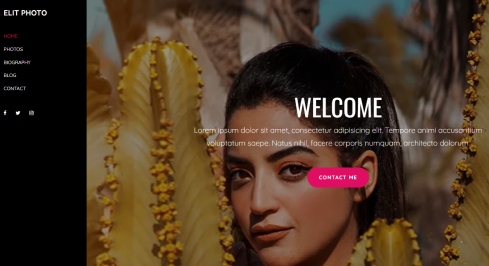 ELIT PHOTO
HOME
PHOTOS
BIOGRAPHY
BLOG
CONTACT
WELCOME
Lorem ipsum dolor sit amet, consectetur adipisicing elit. Tempore animi accusantium
voluptatum saepe. Natus nihil, facere corporis numquam, architecto dolorum
CONTACT ME